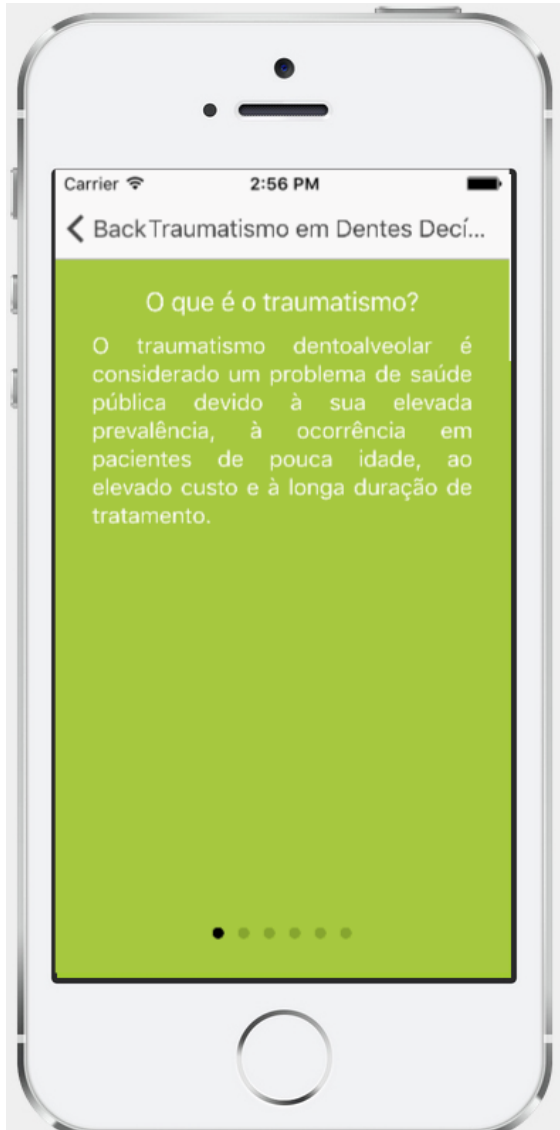 Carrier 2:56 PM
Back Traumatismo em Dentes Decí...
O que é o traumatismo?
O traumatismo dentoalveolar é
considerado um problema de saúde
pública devido à sua elevada
prevalência, à ocorrência em
pacientes de pouca idade, ao
elevado custo e à longa duração de
tratamento.